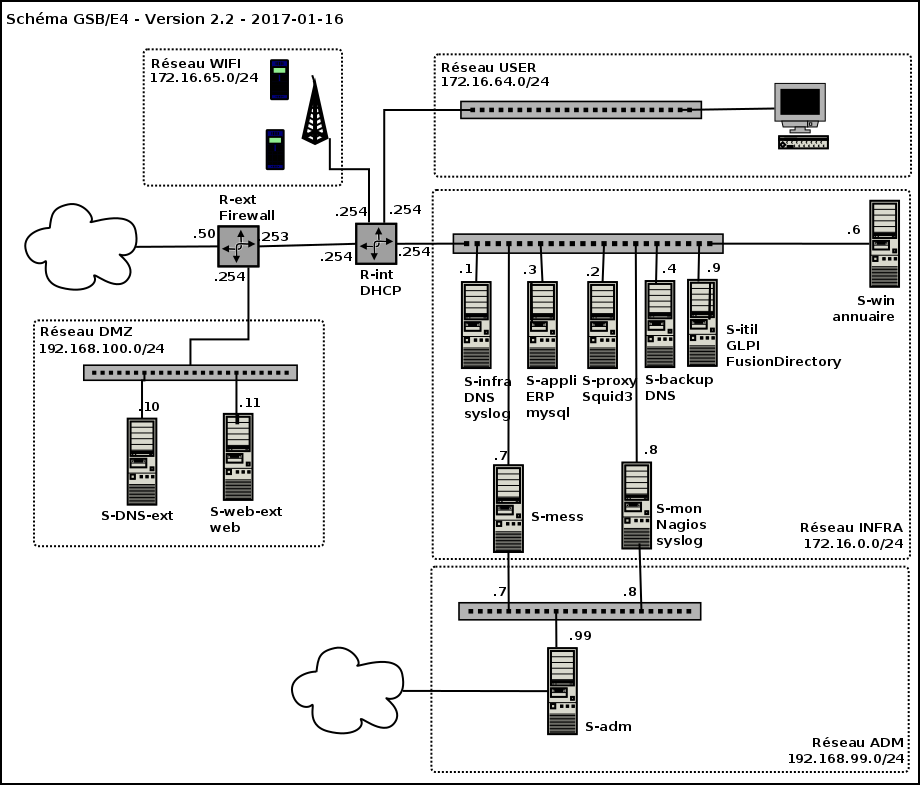 Schéma GSB/E4 - Version 2.2 - 2017-01-16
Réseau WIFI
172.16.65.0/24
Réseau USER
172.16.64.0/24
R-ext
Firewall
.50
.253
.254
.254
.254
.254
.254
R-int
DHCP
.6
S-win
annuaire
.1
.3
.2
.4
.9
S-infra
DNS
syslog
S-appli
ERP
mysql
S-proxy
Squid3
S-backup
DNS
S-itil
GLPI
FusionDirectory
Réseau DMZ
192.168.100.0/24
.10
.11
S-DNS-ext
S-web-ext
web
.7
.8
S-mess
S-mon
Nagios
syslog
Réseau INFRA
172.16.0.0/24
.7
.8
.99
S-adm
Réseau ADM
192.168.99.0/24